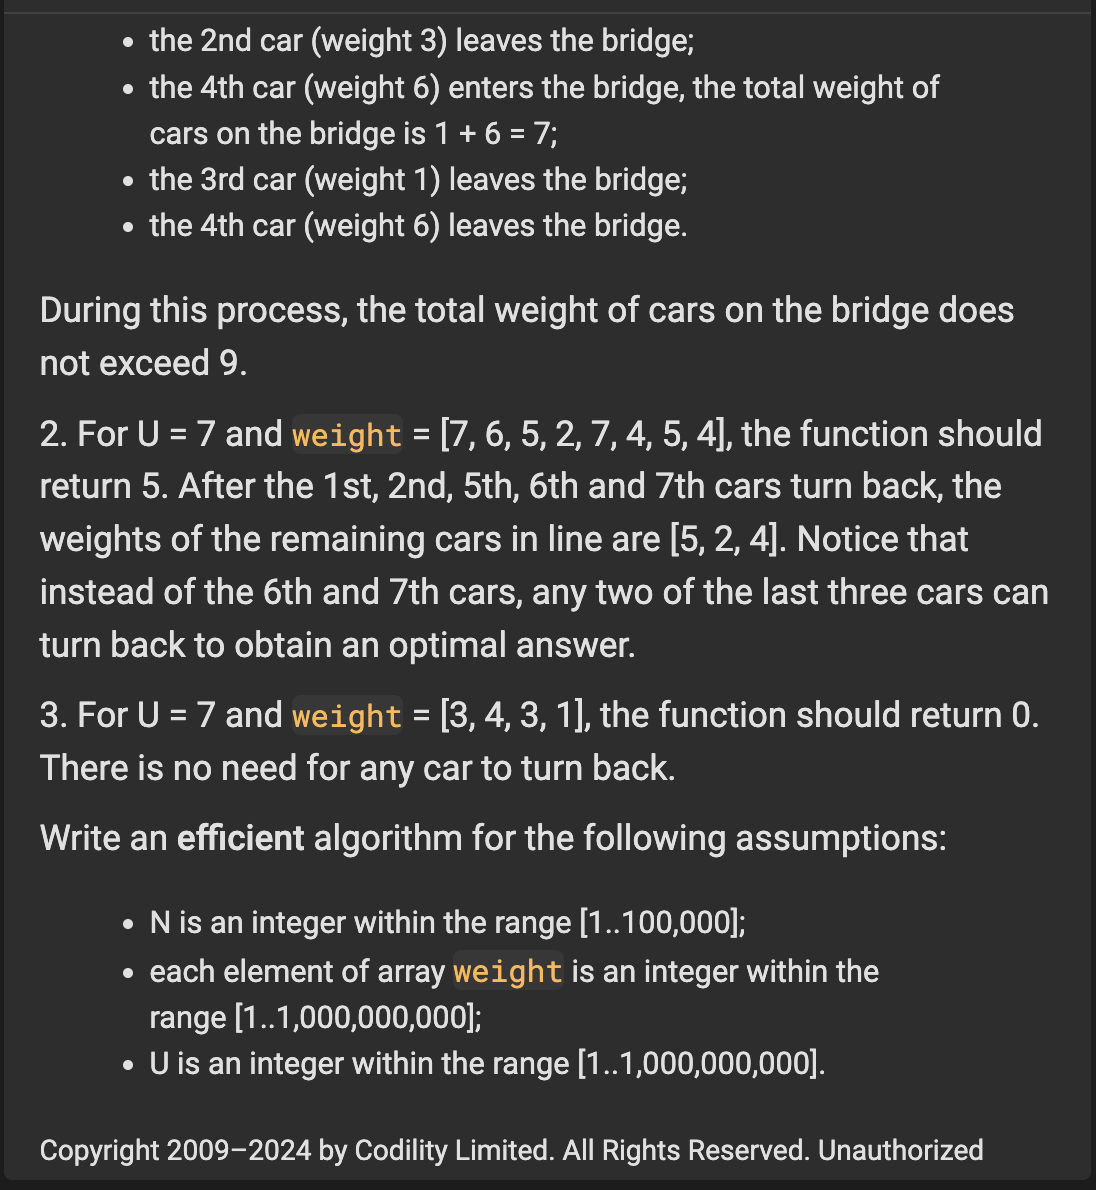 • the 2nd car (weight 3) leaves the bridge;
• the 4th car (weight 6) enters the bridge, the total weight of
cars on the bridge is 1 + 6 = 7;
• the 3rd car (weight 1) leaves the bridge;
• the 4th car (weight 6) leaves the bridge.
During this process, the total weight of cars on the bridge does
not exceed 9.
2. For U = 7 and weight = [7, 6, 5, 2, 7, 4, 5, 4], the function should
return 5. After the 1st, 2nd, 5th, 6th and 7th cars turn back, the
weights of the remaining cars in line are [5, 2, 4]. Notice that
instead of the 6th and 7th cars, any two of the last three cars can
turn back to obtain an optimal answer.
3. For U = 7 and weight = [3, 4, 3, 1], the function should return 0.
There is no need for any car to turn back.
Write an efficient algorithm for the following assumptions:
• N is an integer within the range [1..100,000];
• each element of array weight is an integer within the
range [1..1,000,000,000];
• U is an integer within the range [1..1,000,000,000].
Copyright 2009–2024 by Codility Limited. All Rights Reserved. Unauthorized